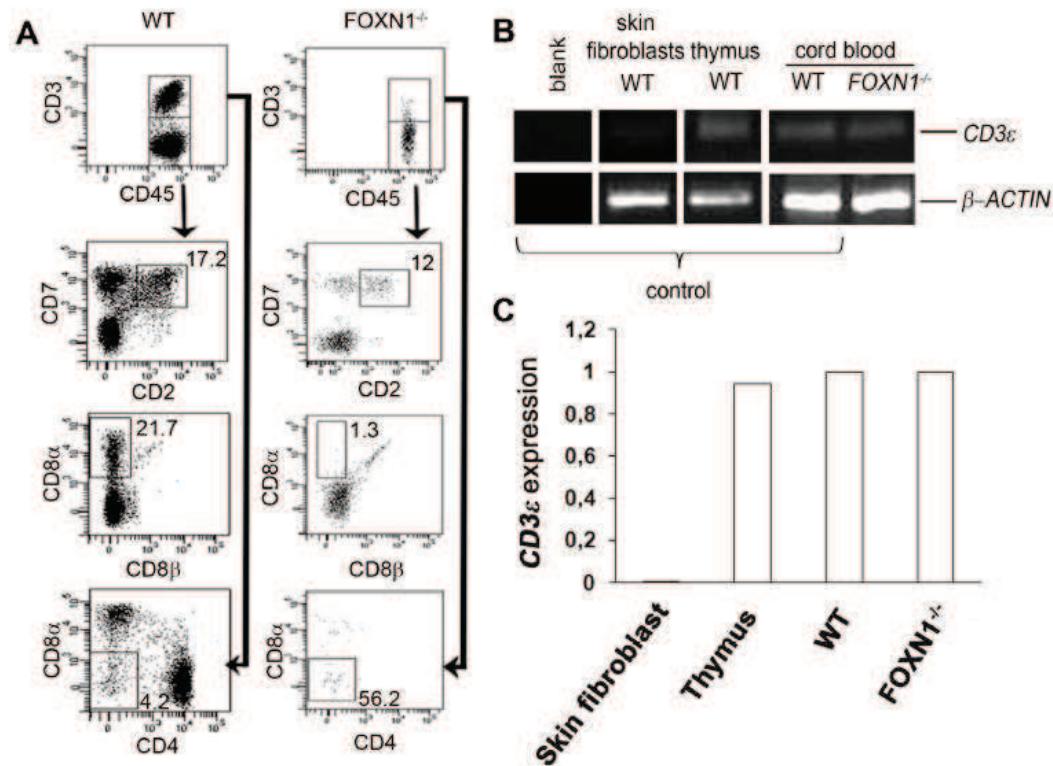 A
WT
FOXN1-/-
CD3
CD45
CD3
CD45
17.2
CD7
CD2
12
CD7
CD2
21.7
CD8α
CD8β
1.3
CD8α
CD8β
4.2
CD8α
CD4
56.2
CD8α
CD4
B
blank
skin
fibroblasts thymus
cord blood
WT
WT
WT
FOXN1-/-
CD3ε
β-ACTIN
control
C
CD3ε expression
1,2
1
0,8
0,6
0,4
0,2
0
Skin fibroblast
Thymus
WT
FOXN1-/-